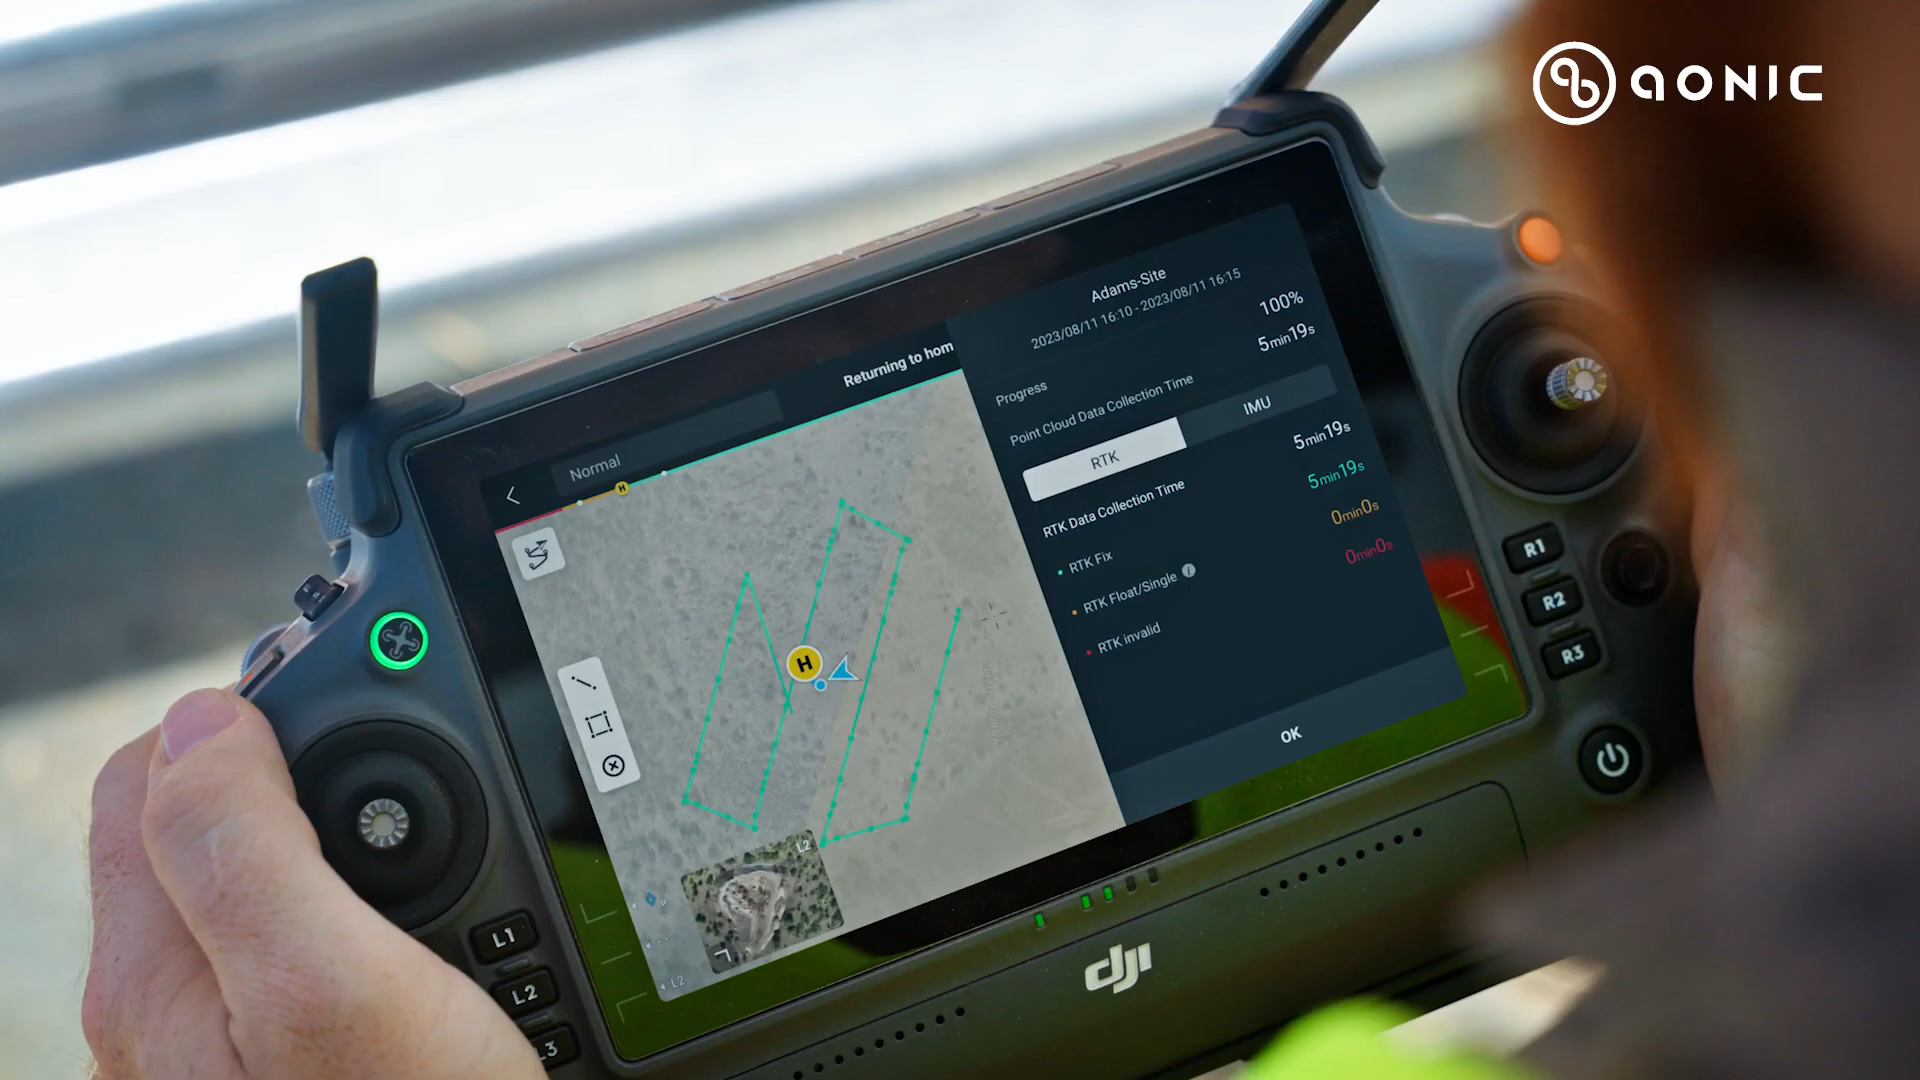 aonic
Returning to hom
Normal
H
H
L2
L2
Adams-Site
2023/08/11 16:10 - 2023/08/11 16:15
Progress 100%
Point Cloud Data Collection Time 5min19s
RTK IMU
RTK Data Collection Time 5min19s
RTK Fix 5min19s
RTK Float/Single 0min0s
RTK invalid 0min0s
OK
R1
R2
R3
L1
L2
L3
dji